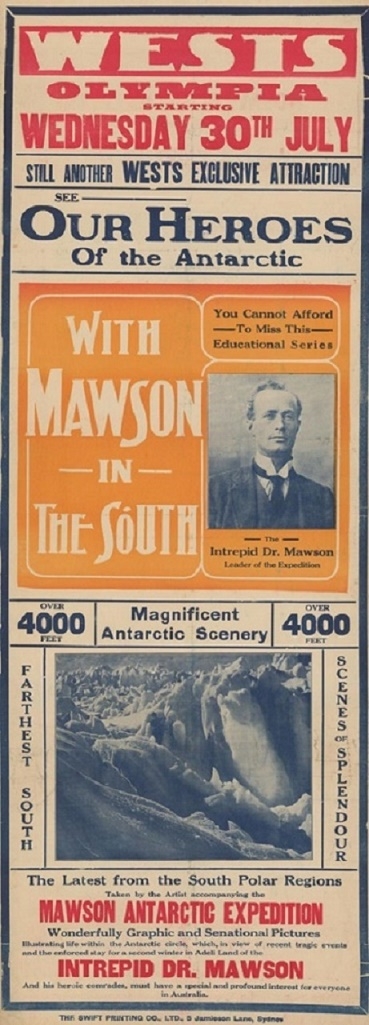 WESTS
OLYMPIA
STARTING
WEDNESDAY 30TH JULY
STILL ANOTHER WESTS EXCLUSIVE ATTRACTION
SEE
OUR HEROES
Of the Antarctic
WITH
MAWSON
IN
THE SOUTH
You Cannot Afford
To Miss This
Educational Series
The
Intrepid Dr. Mawson
Leader of the Expedition
OVER
4000
FEET
Magnificent
Antarctic Scenery
OVER
4000
FEET
FARTHEST SOUTH
SCENES OF SPLENDOUR
The Latest from the South Polar Regions
Taken by the Artist accompanying the
MAWSON ANTARCTIC EXPEDITION
Wonderfully Graphic and Senational Pictures
Illustrating life within the Antarctic circle, which, in view of recent tragic events
and the enforced stay for a second winter in Adeli Land of the
INTREPID DR. MAWSON
And his heroic comrades, must have a special and profound interest for everyone
in Australia.
THE SWIFT PRINTING CO., LTD., 5 Jamieson Lane, Sydney